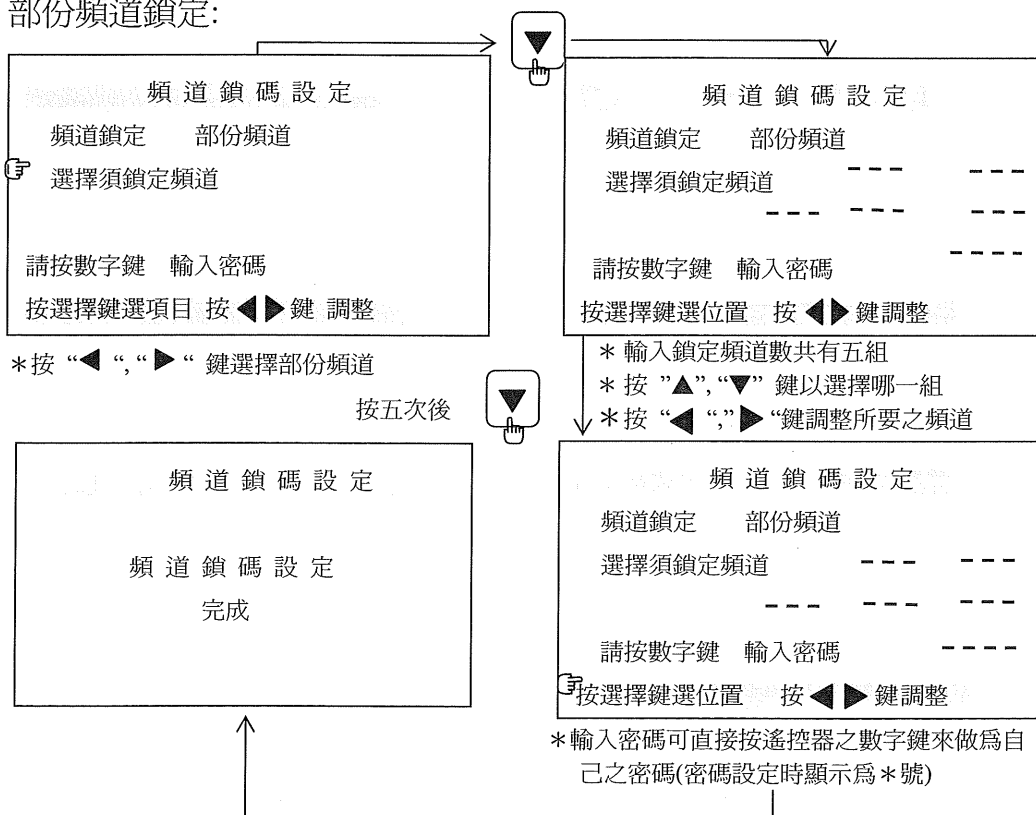 部份頻道鎖定:
頻道鎖碼設定
頻道鎖定　部份頻道
選擇須鎖定頻道
請按數字鍵　輸入密碼
按選擇鍵選項目 按 ◀ ▶ 鍵 調整
＊按 “◀ “, “ ▶ “ 鍵選擇部份頻道
頻道鎖碼設定
頻道鎖定　部份頻道
選擇須鎖定頻道　--- ---
--- --- ---
----
請按數字鍵　輸入密碼
按選擇鍵選位置　按 ◀ ▶ 鍵調整
＊ 輸入鎖定頻道數共有五組
＊ 按 ”▲”, “▼” 鍵以選擇哪一組
＊按 “◀ “,” ▶ “鍵調整所要之頻道
按五次後
▼
▼
頻道鎖碼設定
頻道鎖定　部份頻道
選擇須鎖定頻道　--- ---
--- --- ---
請按數字鍵　輸入密碼　----
按選擇鍵選位置　按 ◀ ▶ 鍵調整
＊輸入密碼可直接按遙控器之數字鍵來做爲自
己之密碼(密碼設定時顯示爲＊號)
頻道鎖碼設定
頻道鎖碼設定
完成